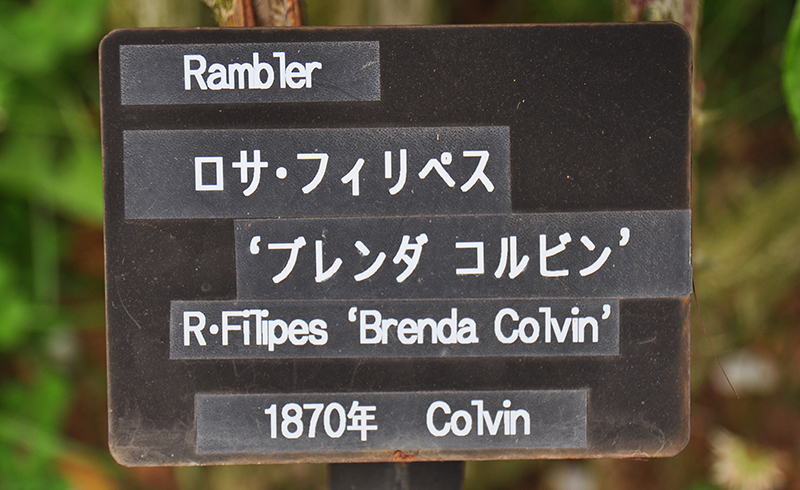 Rambler
ロサ・フィリペス
‘ブレンダ コルビン’
R・Filipes ‘Brenda Colvin’
1870年 Colvin